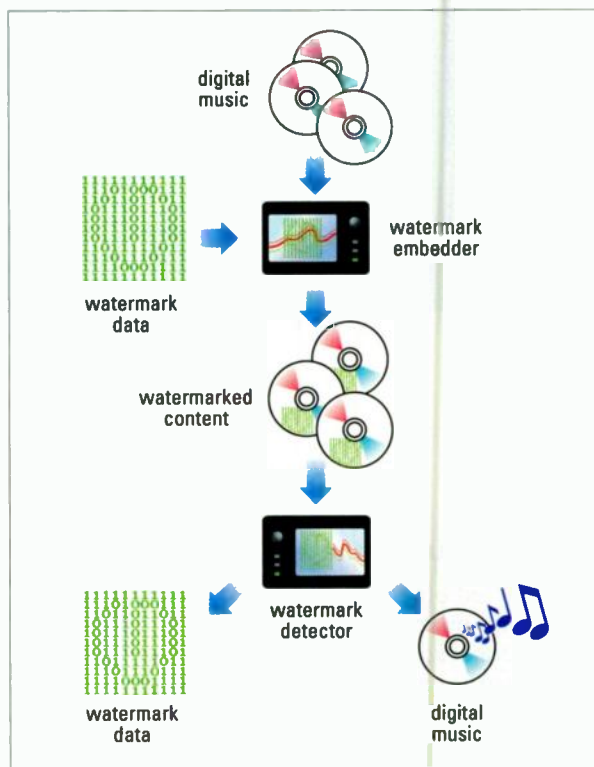 digital
music
watermark
embedder
watermark
data
watermarked
content
watermark
detector
watermark
data
digital
music